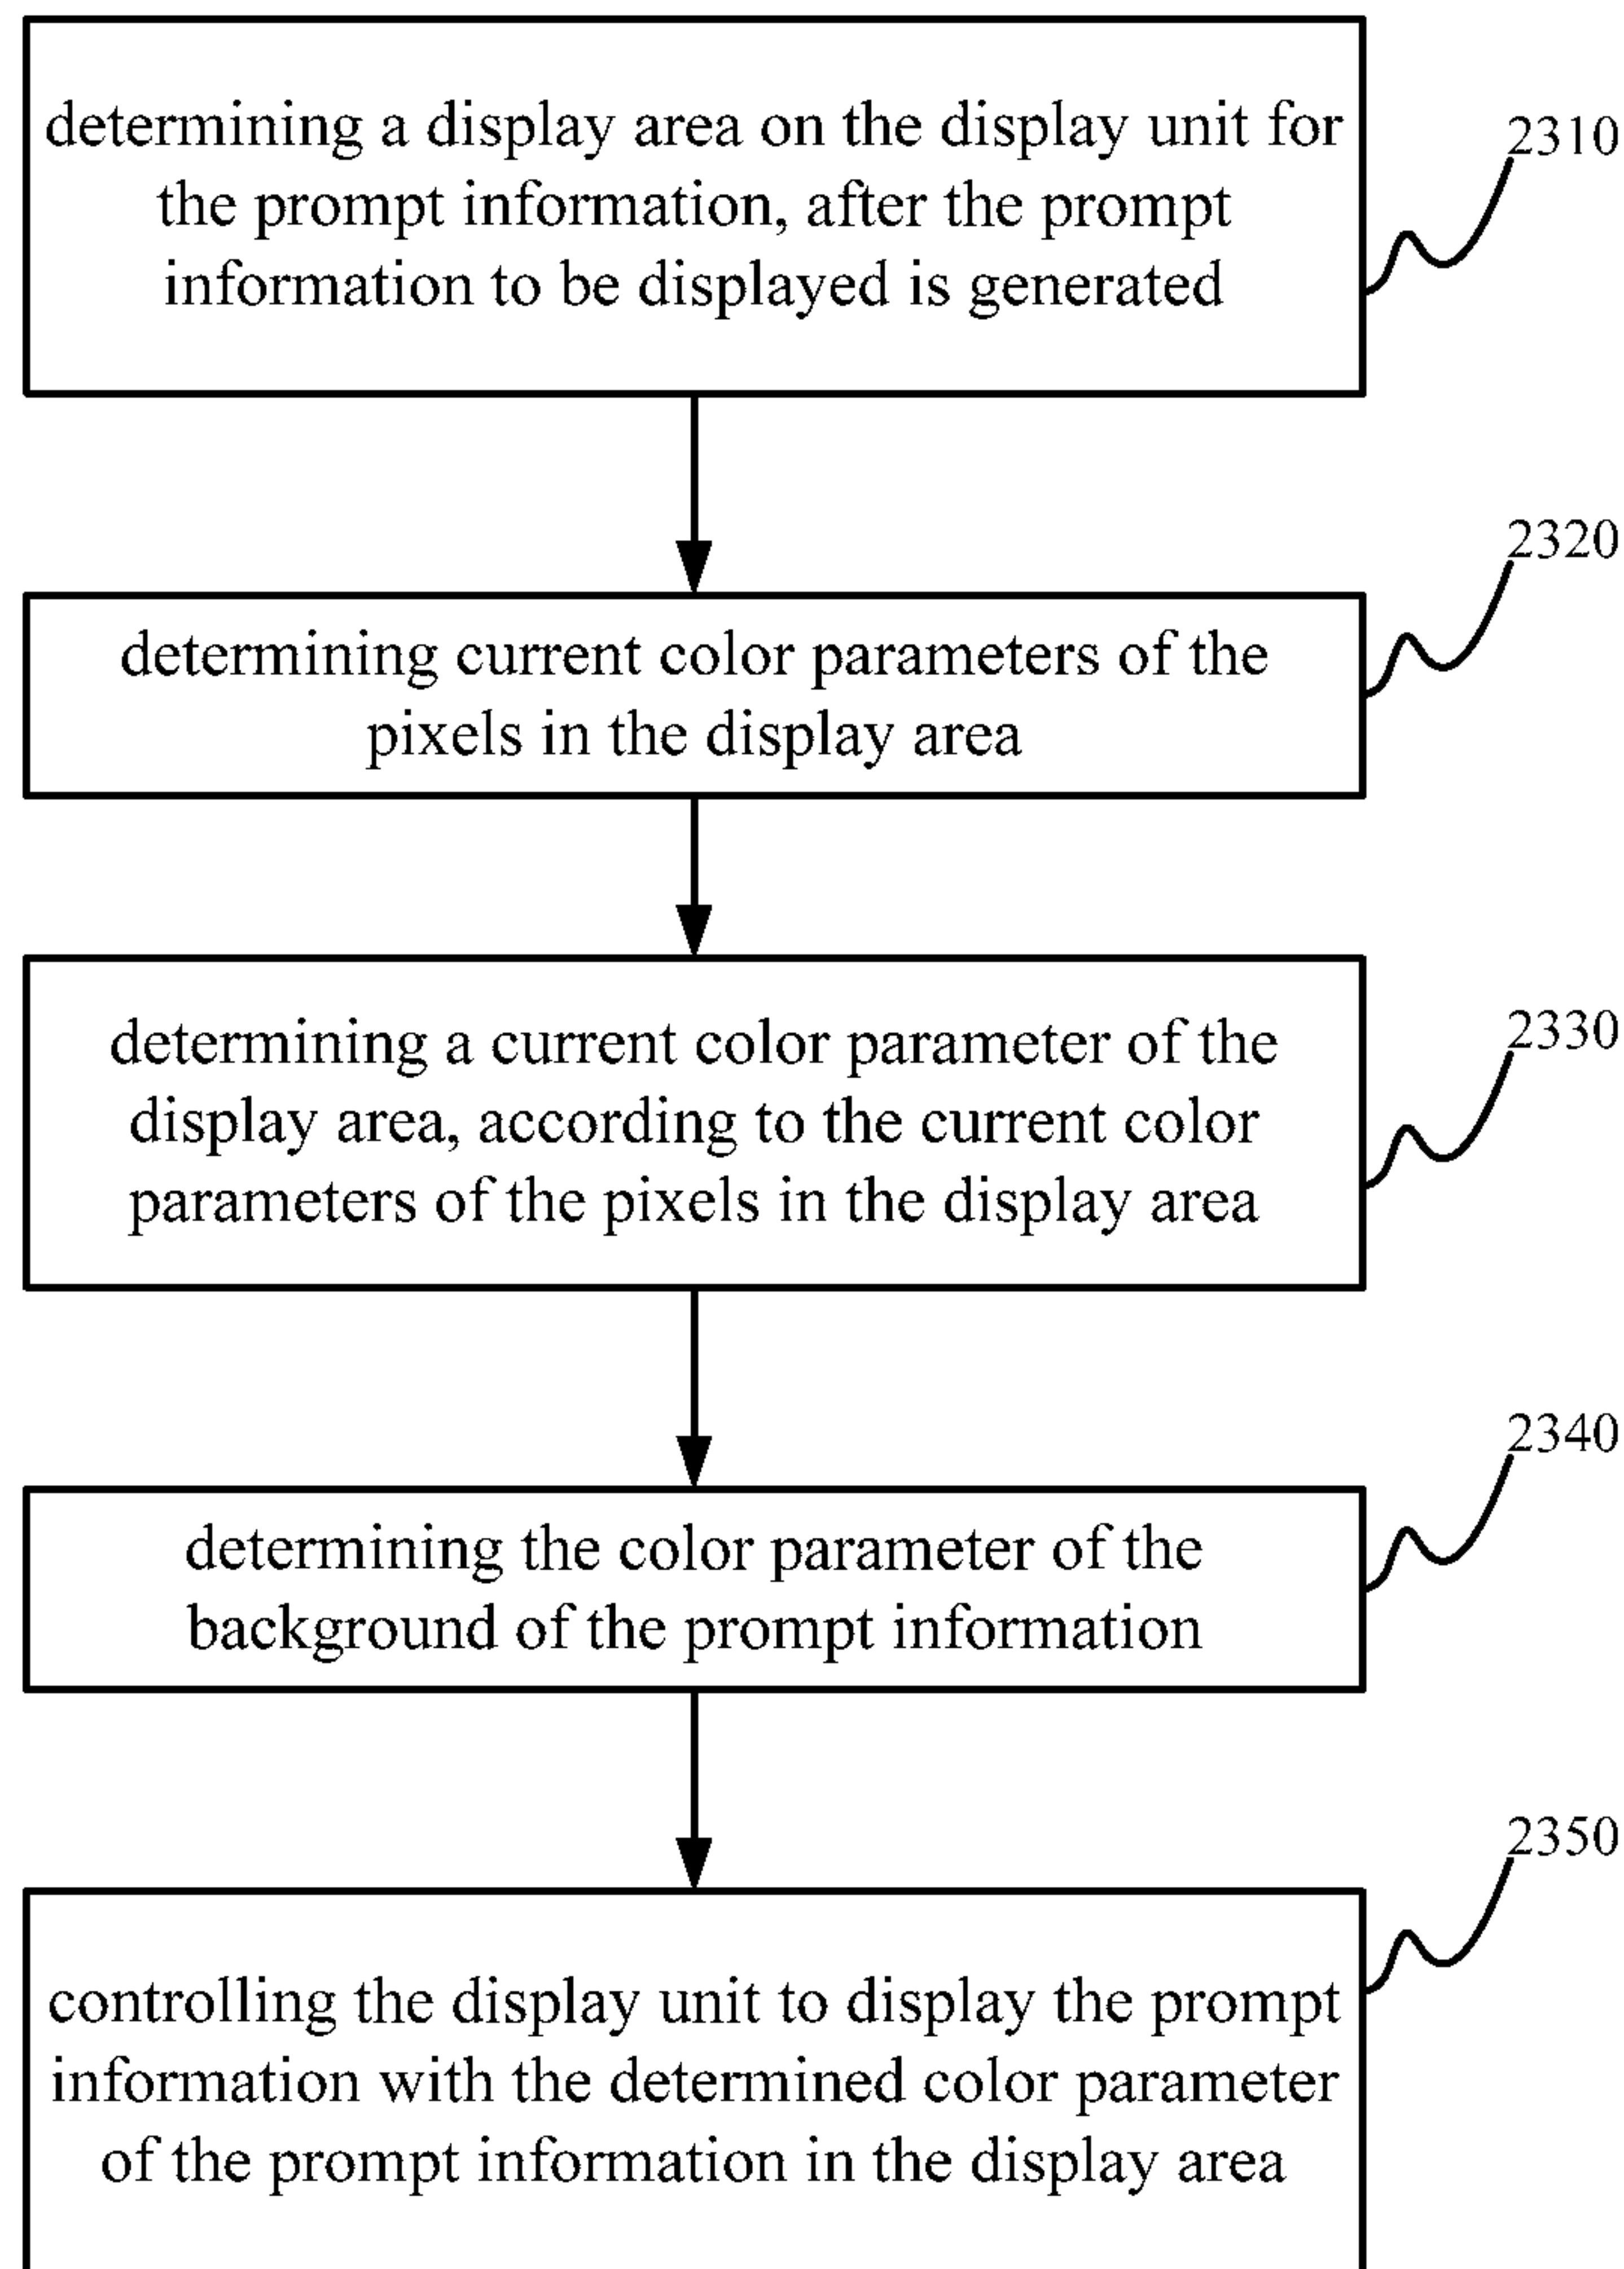 determining a display area on the display unit for
the prompt information, after the prompt
information to be displayed is generated
2310
determining current color parameters of the
pixels in the display area
2320
determining a current color parameter of the
display area, according to the current color
parameters of the pixels in the display area
2330
determining the color parameter of the
background of the prompt information
2340
controlling the display unit to display the prompt
information with the determined color parameter
of the prompt information in the display area
2350